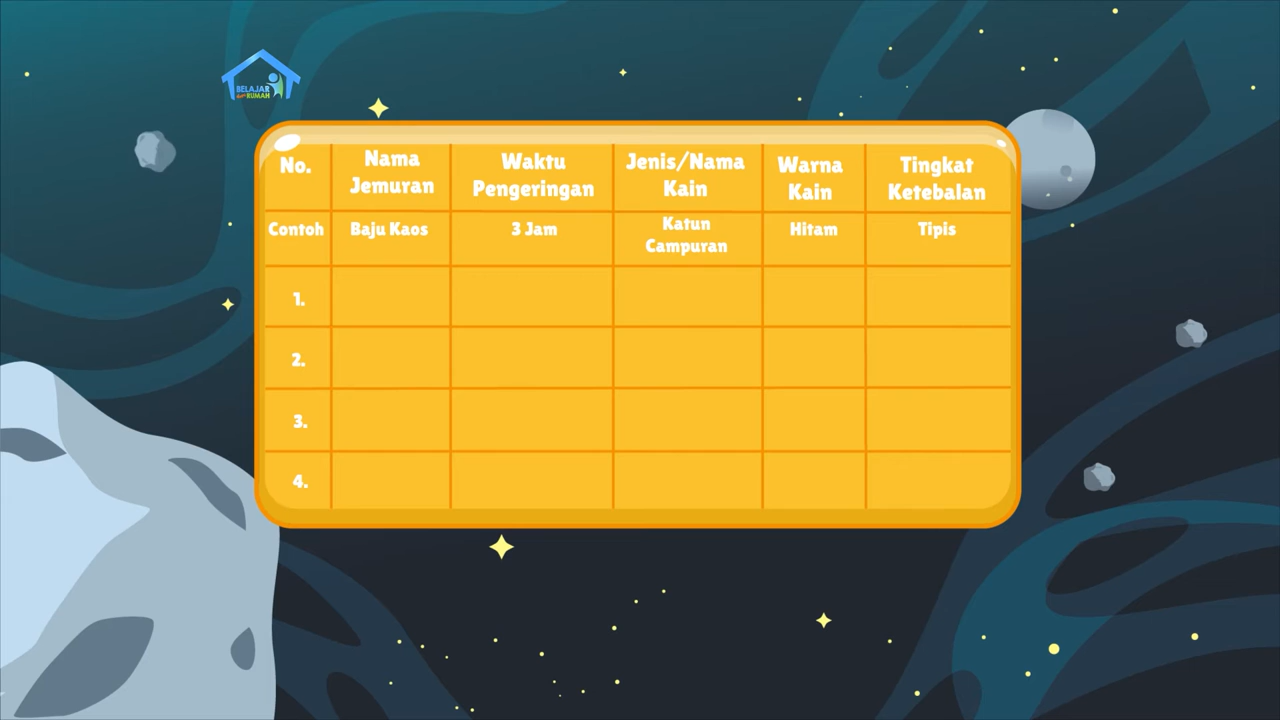 BELAJAR
dari RUMAH
No.
Nama
Jemuran
Waktu
Pengeringan
Jenis/Nama
Kain
Warna
Kain
Tingkat
Ketebalan
Contoh
Baju Kaos
3 Jam
Katun
Campuran
Hitam
Tipis
1.
2.
3.
4.